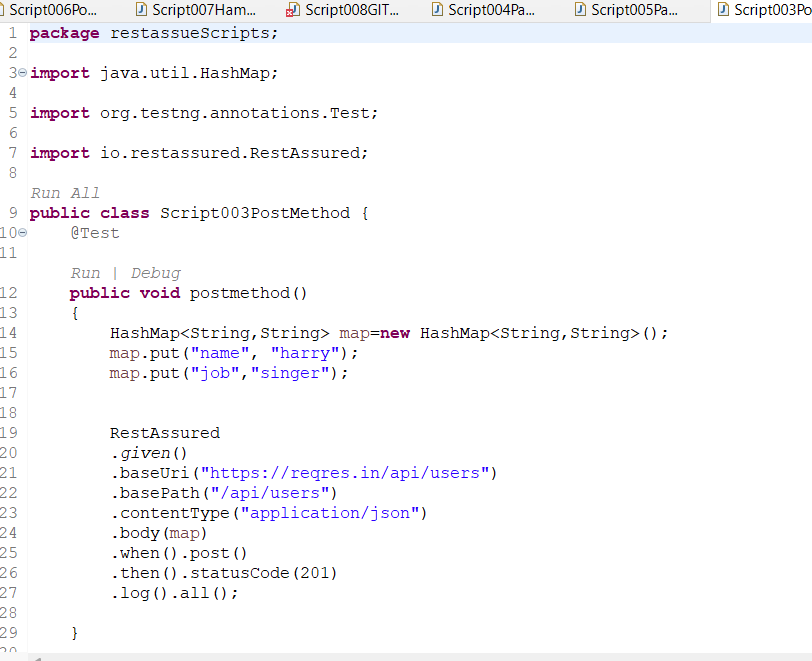 Script006Po... Script007Ham... Script008GIT... Script004Pa... Script005Pa... Script003Po
1 package restassueScripts;
2
3 import java.util.HashMap;
4
5 import org.testng.annotations.Test;
6
7 import io.restassured.RestAssured;
8
Run All
9 public class Script003PostMethod {
10 @Test
11
Run | Debug
12 public void postmethod()
13 {
14 HashMap<String,String> map=new HashMap<String,String>();
15 map.put("name", "harry");
16 map.put("job","singer");
17
18
19 RestAssured
20 .given()
21 .baseUri("https://reqres.in/api/users")
22 .basePath("/api/users")
23 .contentType("application/json")
24 .body(map)
25 .when().post()
26 .then().statusCode(201)
27 .log().all();
28
29 }
30